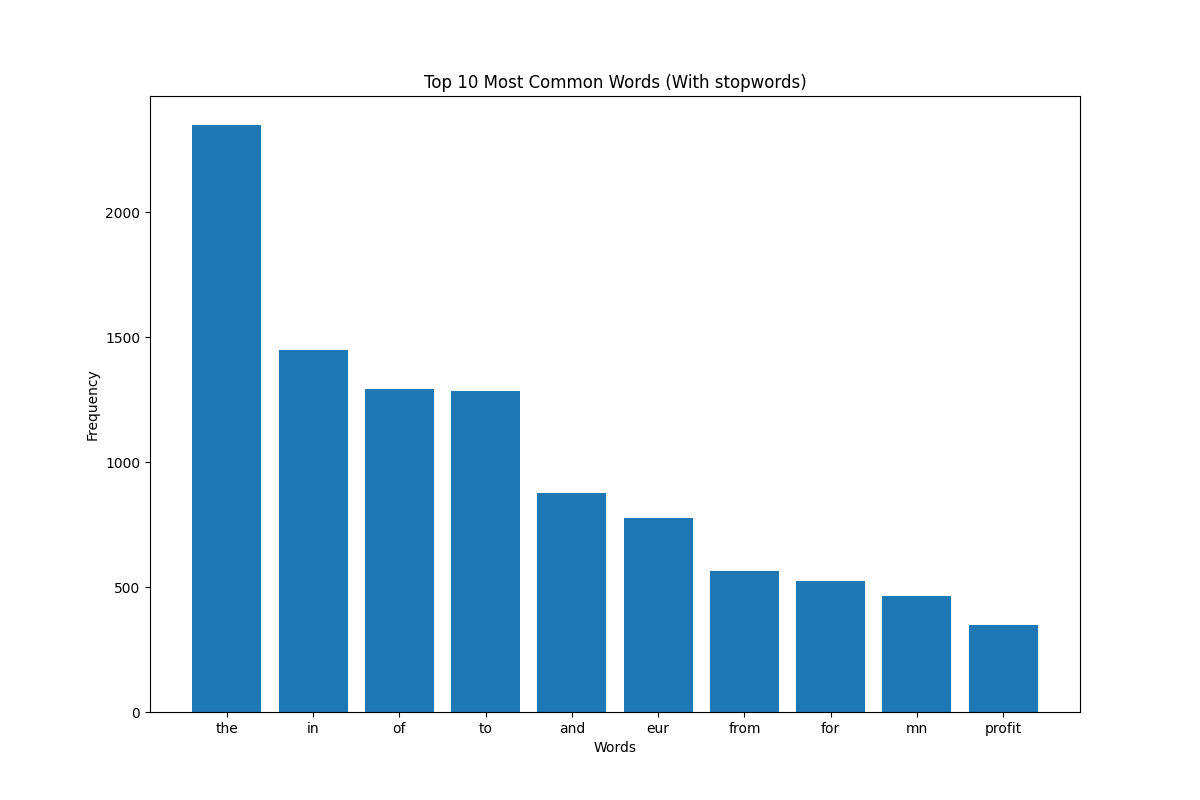 Top 10 Most Common Words (With stopwords)
2000
1500
1000
500
0
Frequency
the in of to and eur from for mn profit
Words